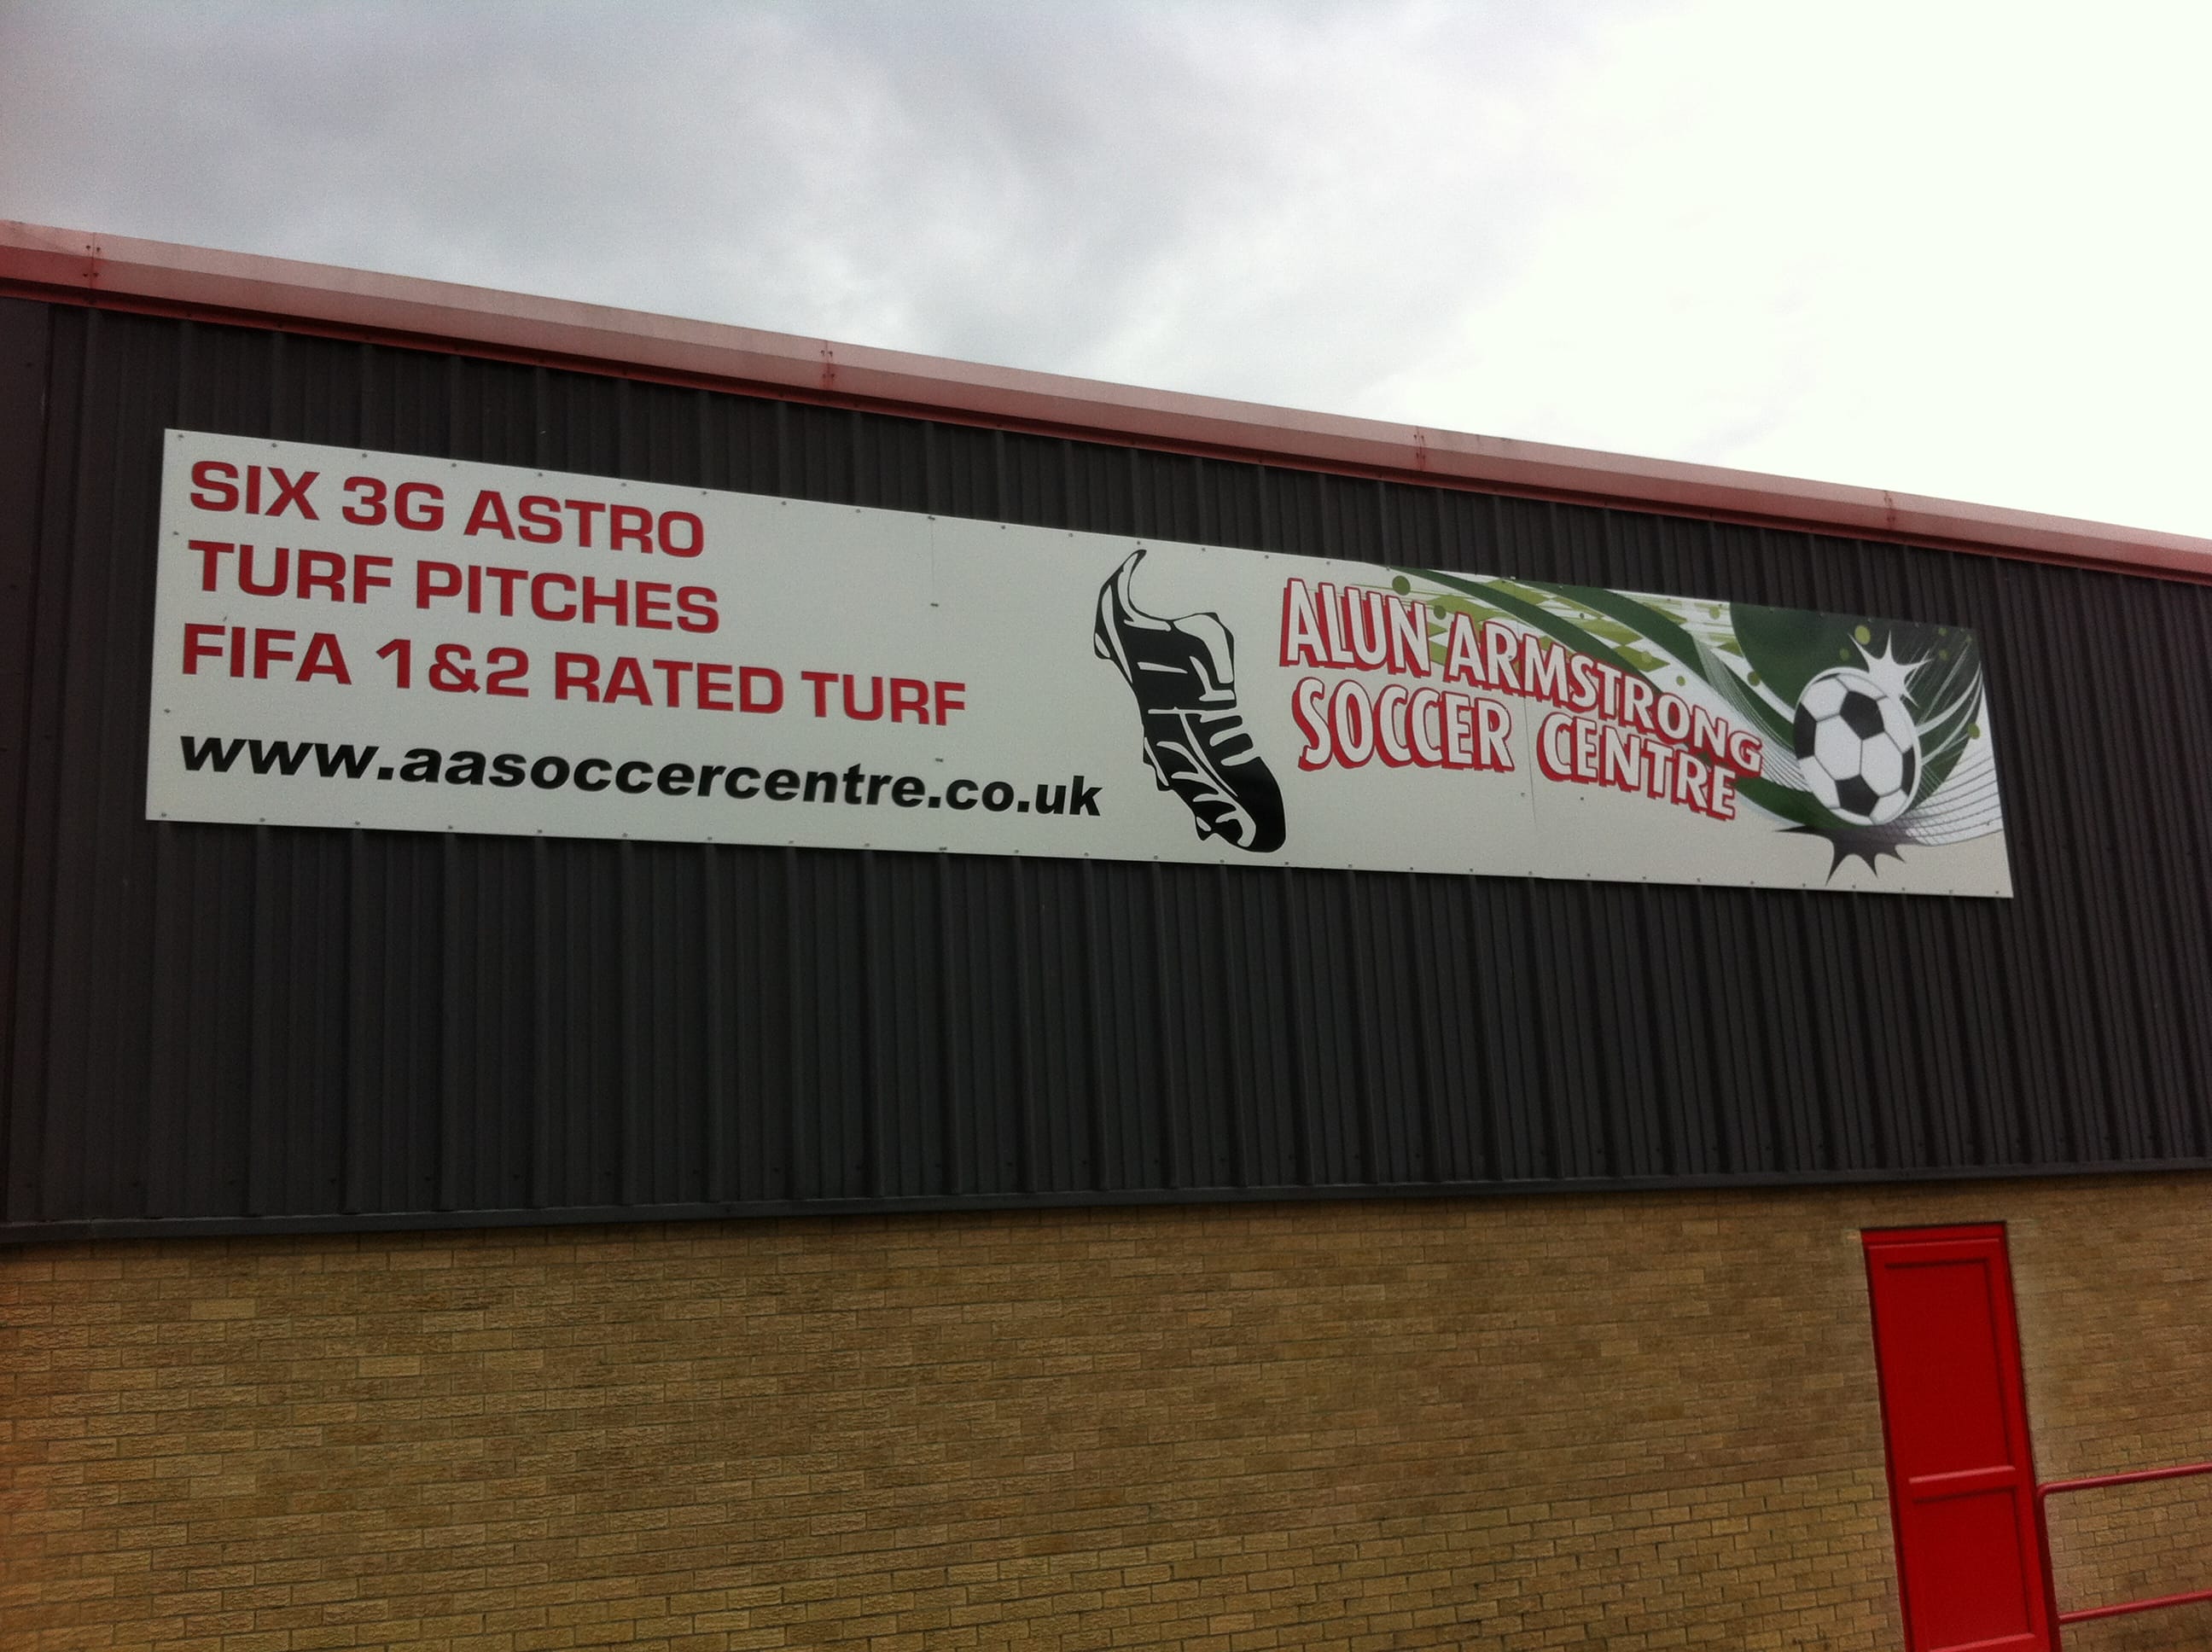 SIX 3G ASTRO
TURF PITCHES
FIFA 1&2 RATED TURF
www.aasoccercentre.co.uk
ALUN ARMSTRONG
SOCCER CENTRE